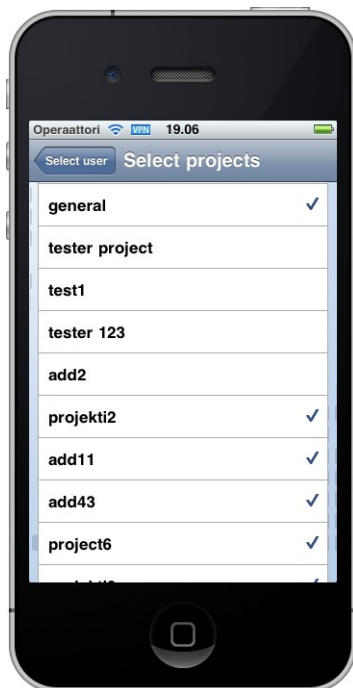 Operaattori VPN 19.06
Select user Select projects
general
tester project
test1
tester 123
add2
projekti2
add11
add43
project6